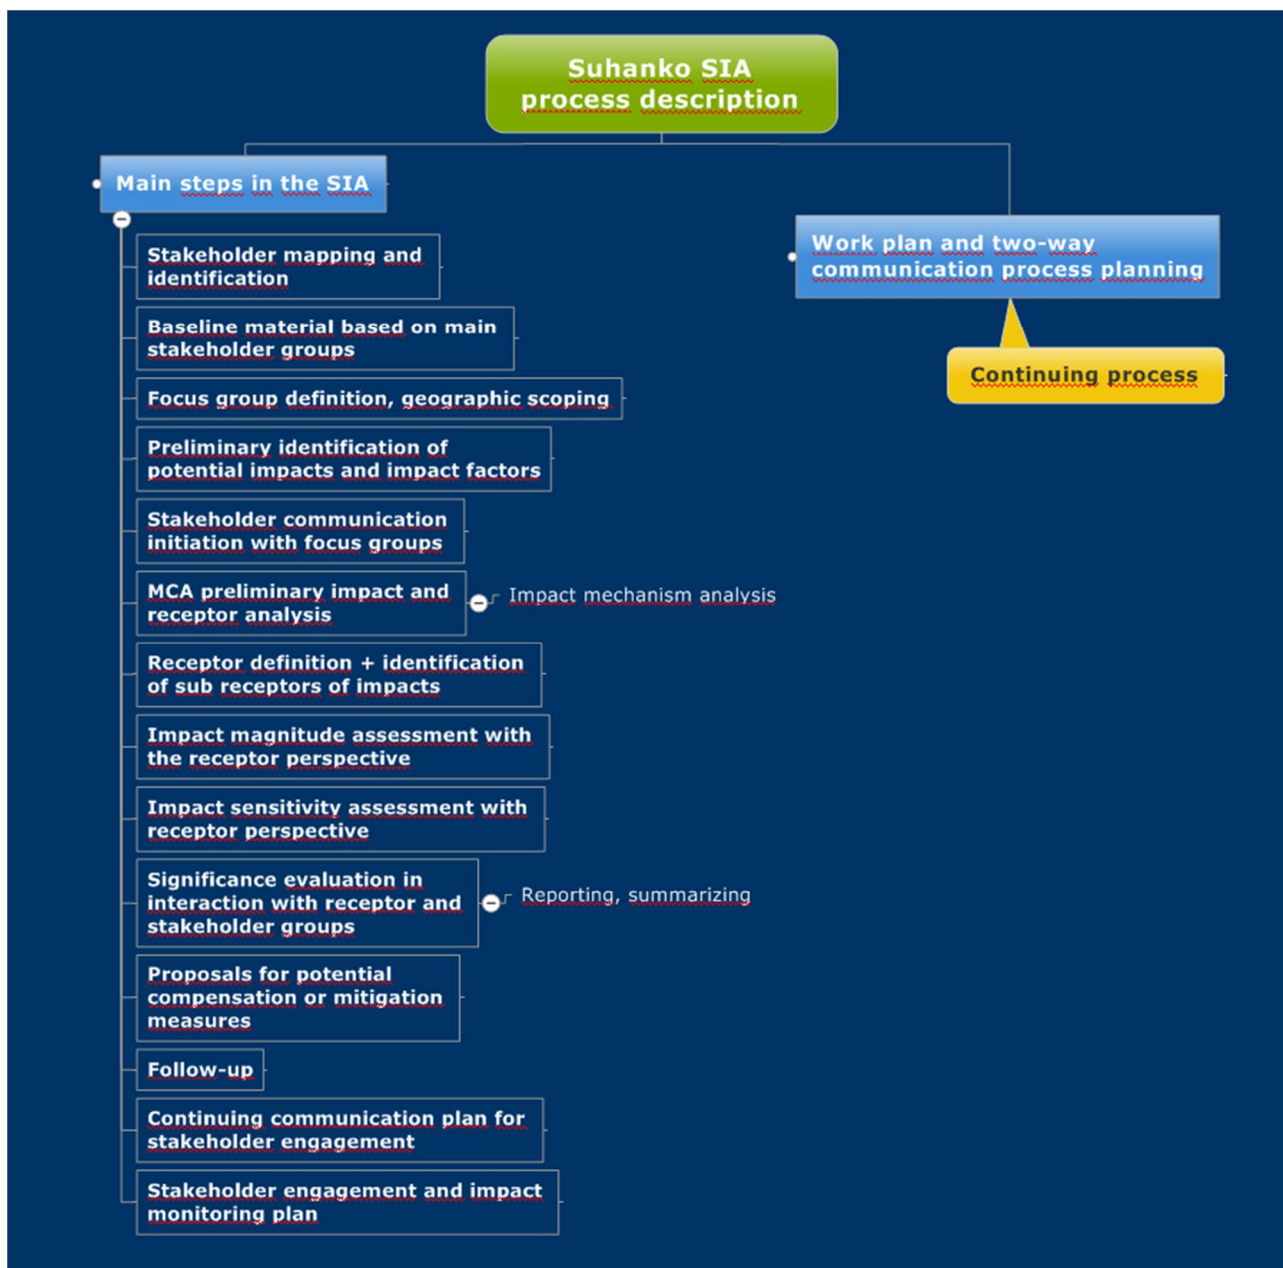 Suhanko SIA
process description
Main steps in the SIA
Work plan and two-way
communication process planning
Continuing process
Stakeholder mapping and
identification
Baseline material based on main
stakeholder groups
Focus group definition, geographic scoping
Preliminary identification of
potential impacts and impact factors
Stakeholder communication
initiation with focus groups
MCA preliminary impact and
receptor analysis
Impact mechanism analysis
Receptor definition + identification
of sub receptors of impacts
Impact magnitude assessment with
the receptor perspective
Impact sensitivity assessment with
receptor perspective
Significance evaluation in
interaction with receptor and
stakeholder groups
Reporting, summarizing
Proposals for potential
compensation or mitigation
measures
Follow-up
Continuing communication plan for
stakeholder engagement
Stakeholder engagement and impact
monitoring plan